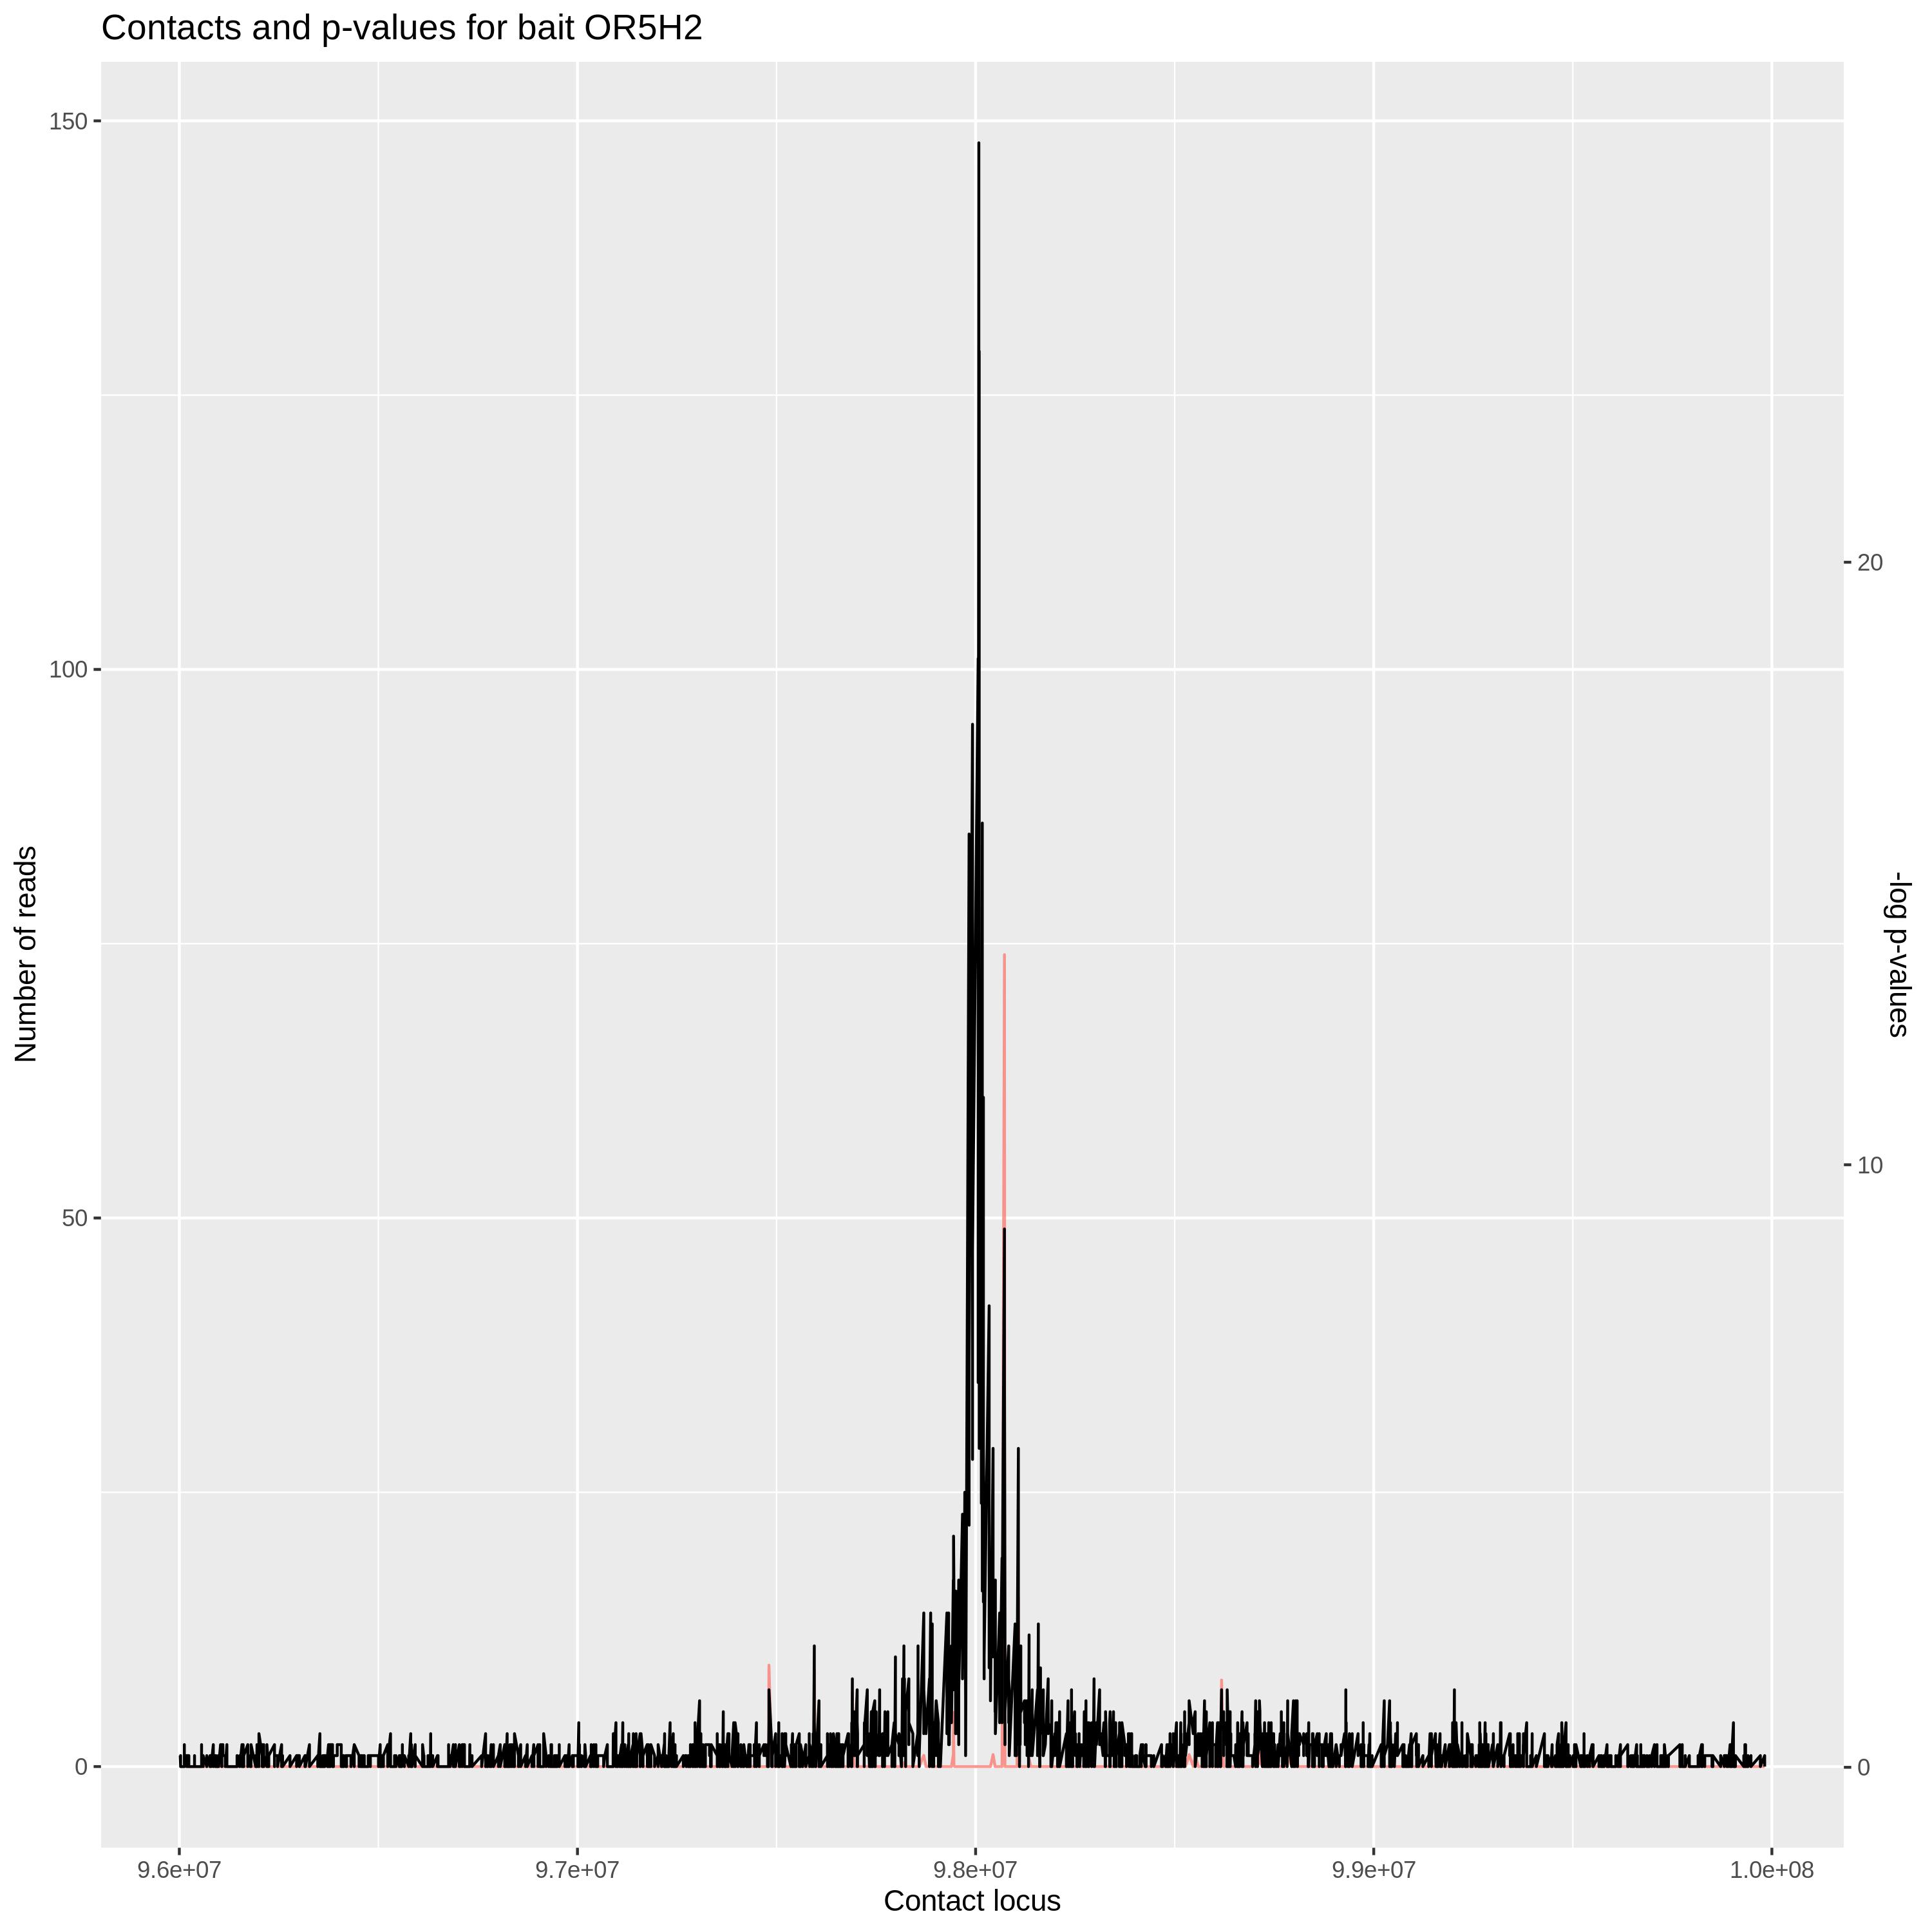 Contacts and p-values for bait OR5H2
150
100
50
0
Number of reads
20
10
0
-log p-values
9.6e+07 9.7e+07 9.8e+07 9.9e+07 1.0e+08
Contact locus